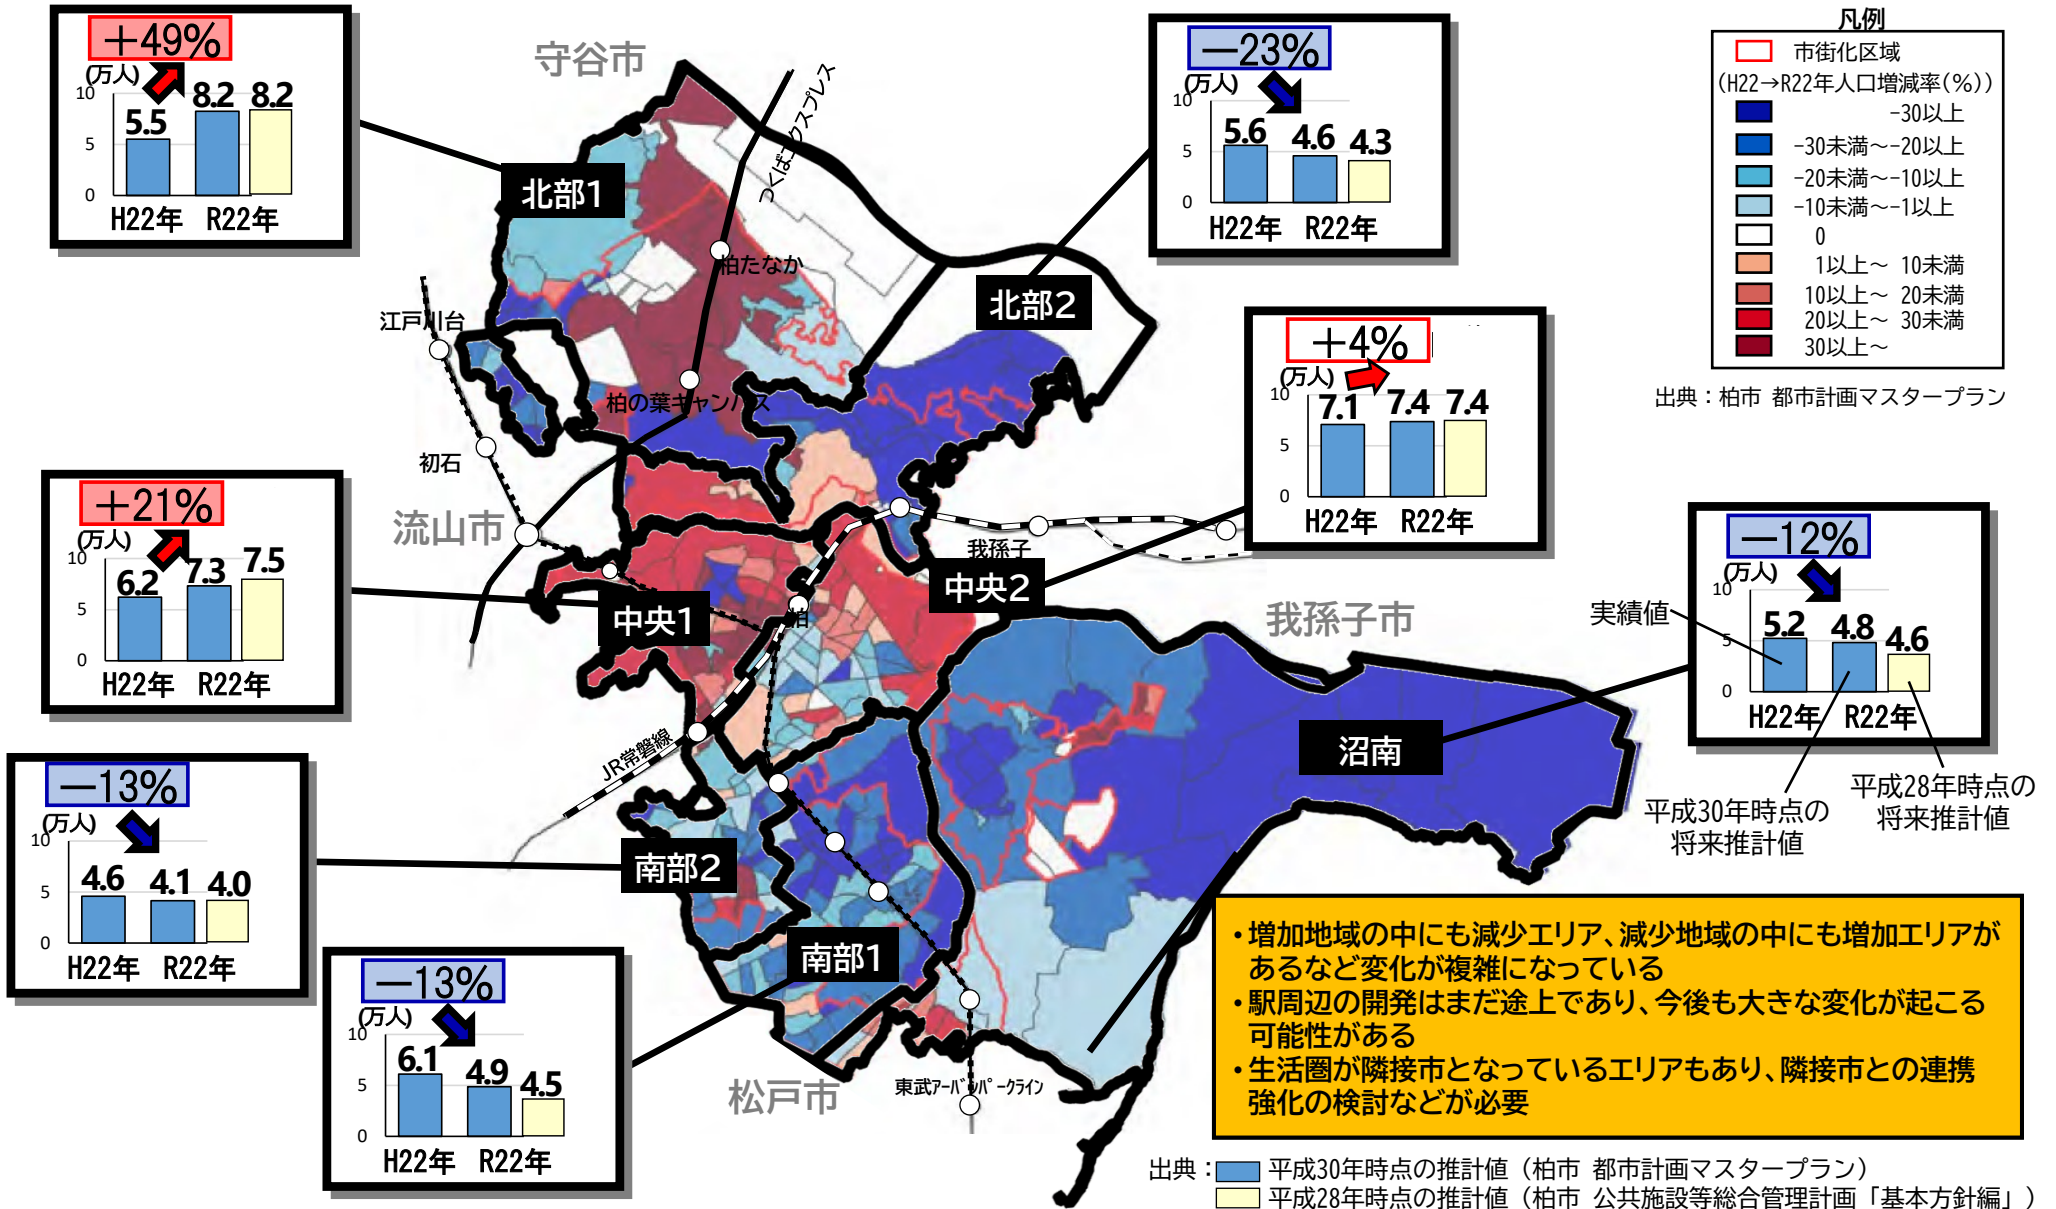 +49%
(万人)
10
5
0
5.5
8.2
8.2
H22年
R22年
守谷市
つくばエクスプレス
北部1
柏たなか
江戸川台
初石
柏の葉キャンパス
流山市
-23%
(万人)
10
5
0
5.6
4.6
4.3
H22年
R22年
北部2
凡例
市街化区域
(H22→R22年人口増減率(%))
-30以上
-30未満~-20以上
-20未満~-10以上
-10未満~-1以上
0
1以上~ 10未満
10以上~ 20未満
20以上~ 30未満
30以上~
出典:柏市 都市計画マスタープラン
+4%
(万人)
10
5
0
7.1
7.4
7.4
H22年
R22年
+21%
(万人)
10
5
0
6.2
7.3
7.5
H22年
R22年
中央1
柏
我孫子
中央2
我孫子市
-12%
(万人)
10
5
0
5.2
4.8
4.6
H22年
R22年
実績値
平成30年時点の
将来推計値
平成28年時点の
将来推計値
沼南
JR常磐線
-13%
(万人)
10
5
0
4.6
4.1
4.0
H22年
R22年
南部2
-13%
(万人)
10
5
0
6.1
4.9
4.5
H22年
R22年
南部1
松戸市
東武アーバンパークライン
・増加地域の中にも減少エリア、減少地域の中にも増加エリアが
あるなど変化が複雑になっている
・駅周辺の開発はまだ途上であり、今後も大きな変化が起こる
可能性がある
・生活圏が隣接市となっているエリアもあり、隣接市との連携
強化の検討などが必要
出典:平成30年時点の推計値(柏市 都市計画マスタープラン)
平成28年時点の推計値(柏市 公共施設等総合管理計画「基本方針編」)